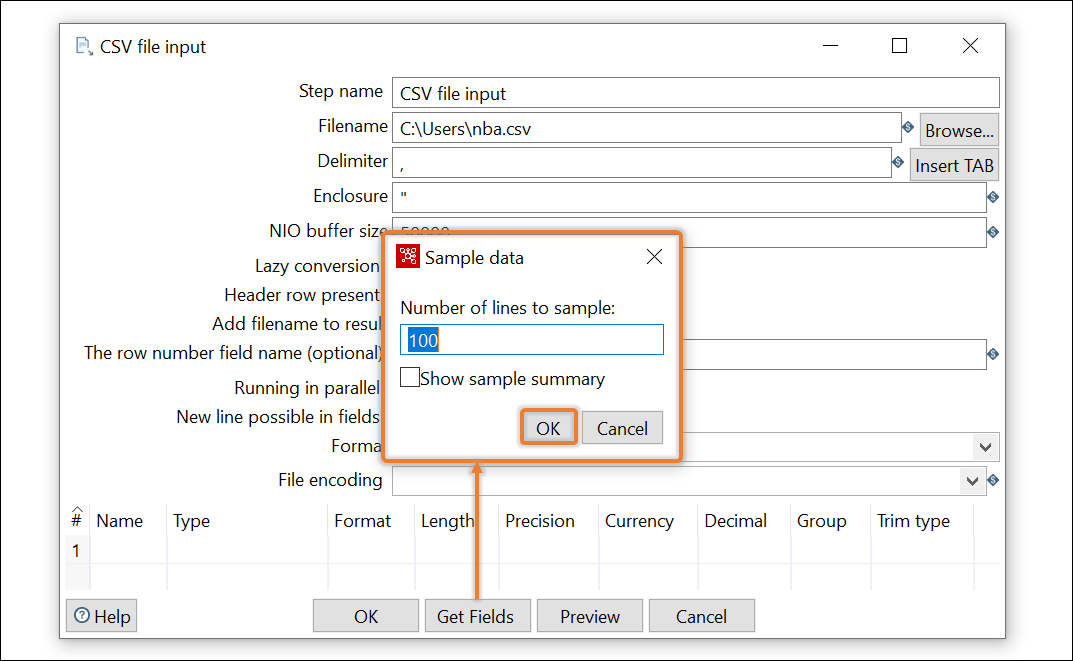 CSV file input
Step name CSV file input
Filename C:\Users\nba.csv Browse...
Delimiter , Insert TAB
Enclosure "
NIO buffer size
Sample data
Lazy conversion
Header row present
Number of lines to sample:
Add filename to resul
100
The row number field name (optional)
Show sample summary
Running in parallel
New line possible in fields
OK Cancel
Forma
File encoding
# Name Type Format Length Precision Currency Decimal Group Trim type
1
Help OK Get Fields Preview Cancel